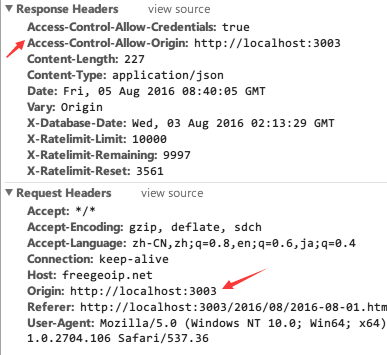 Response Headers view source
Access-Control-Allow-Credentials: true
Access-Control-Allow-Origin: http://localhost:3003
Content-Length: 227
Content-Type: application/json
Date: Fri, 05 Aug 2016 08:40:05 GMT
Vary: Origin
X-Database-Date: Wed, 03 Aug 2016 02:13:29 GMT
X-Ratelimit-Limit: 10000
X-Ratelimit-Remaining: 9997
X-Ratelimit-Reset: 3561
Request Headers view source
Accept: */*
Accept-Encoding: gzip, deflate, sdch
Accept-Language: zh-CN,zh;q=0.8,en;q=0.6,ja;q=0.4
Connection: keep-alive
Host: freegeoip.net
Origin: http://localhost:3003
Referer: http://localhost:3003/2016/08/2016-08-01.htm
User-Agent: Mozilla/5.0 (Windows NT 10.0; Win64; x64)
1.0.2704.106 Safari/537.36